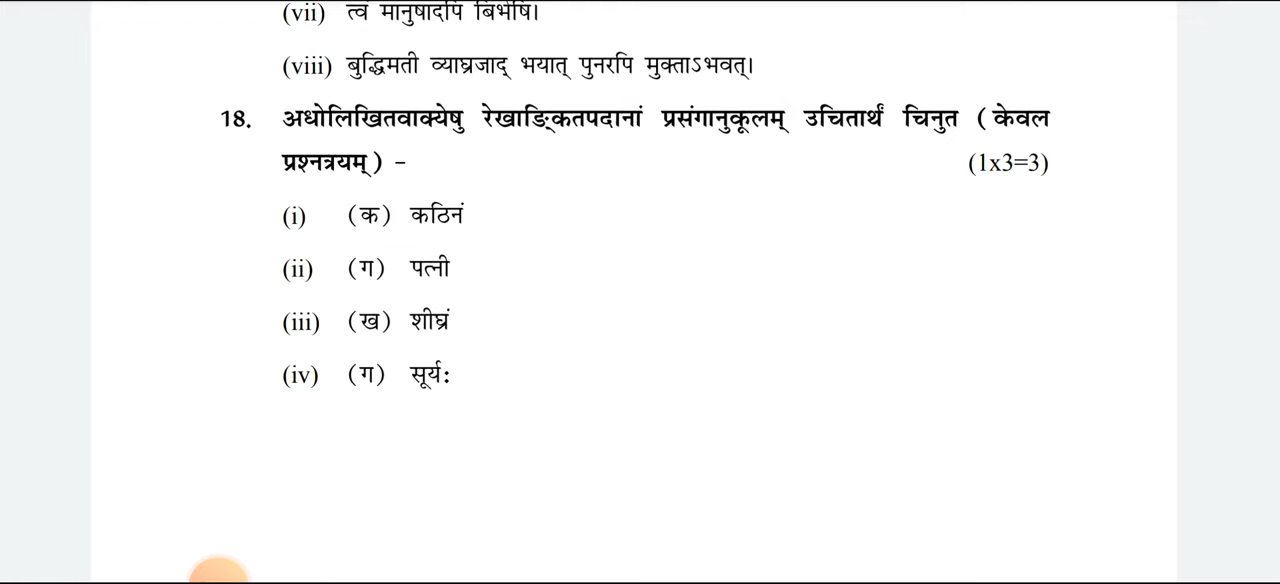 (vii) त्वं मानुषादपि बिभेषि।
(viii) बुद्धिमती व्याघ्रजाद् भयात् पुनरपि मुक्ताऽभवत्।
18. अधोलिखितवाक्येषु रेखाङ्कितपदानां प्रसंगानुकूलम् उचितार्थं चिनुत (केवल
प्रश्नत्रयम्) – (1x3=3)
(i) (क) कठिनं
(ii) (ग) पत्नी
(iii) (ख) शीघ्रं
(iv) (ग) सूर्यः